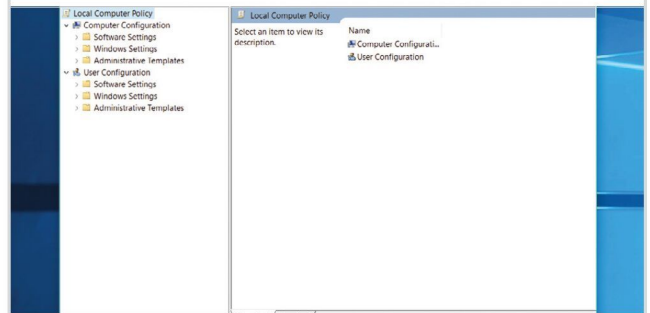 Local Computer Policy
Computer Configuration
Software Settings
Windows Settings
Administrative Templates
User Configuration
Software Settings
Windows Settings
Administrative Templates
Local Computer Policy
Select an item to view its
description.
Name
Computer Configurati...
User Configuration